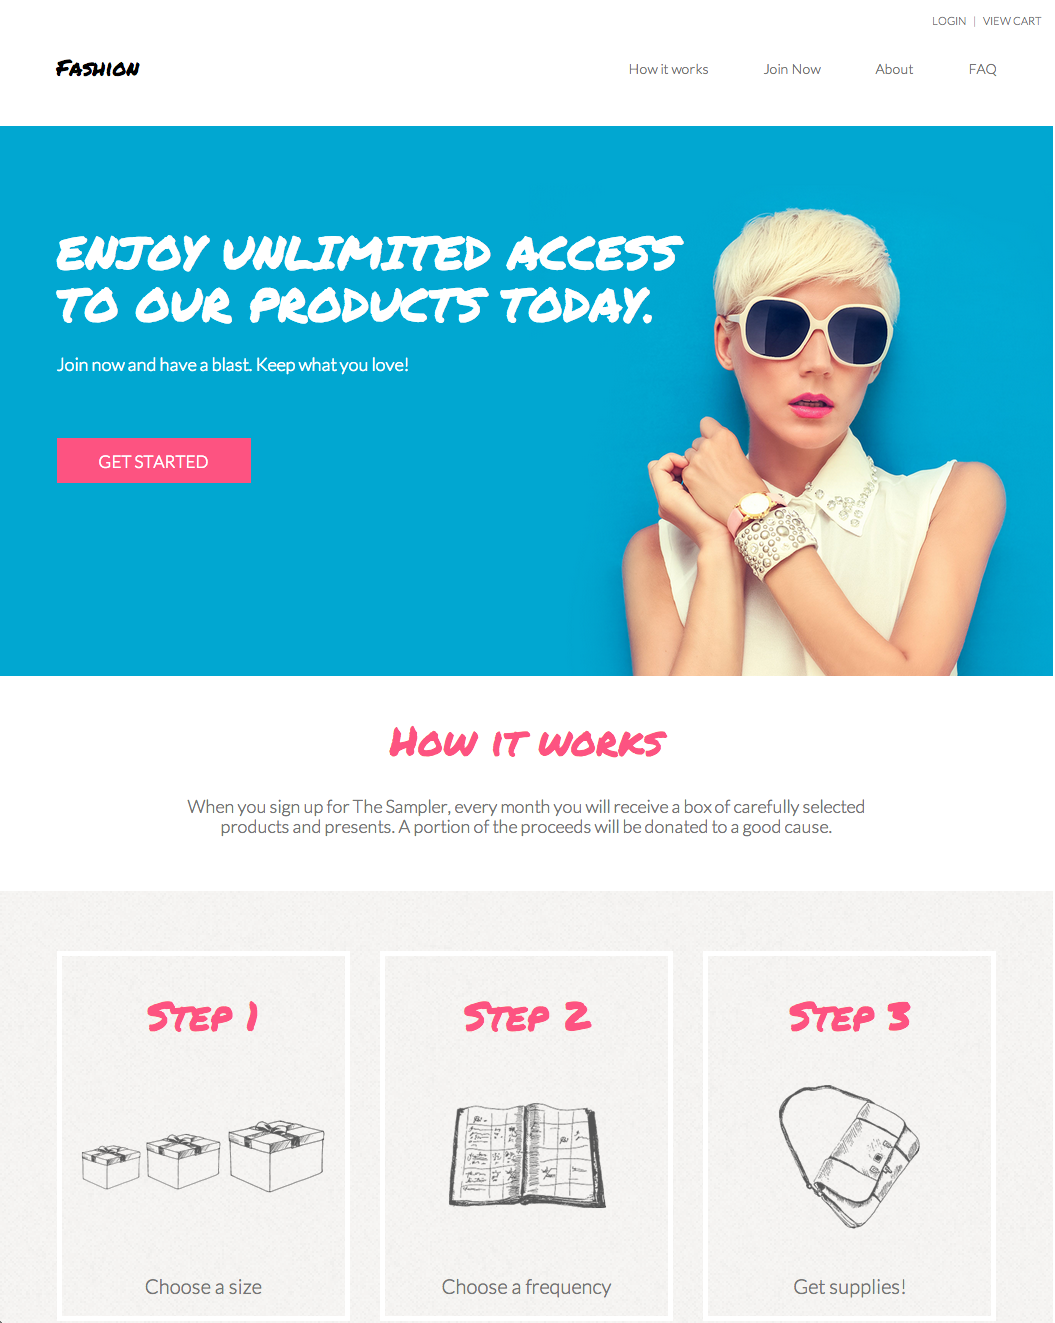 LOGIN | VIEW CART
Fashion
How it works
Join Now
About
FAQ
ENJOY UNLIMITED ACCESS
TO OUR PRODUCTS TODAY.
Join now and have a blast. Keep what you love!
GET STARTED
How it works
When you sign up for The Sampler, every month you will receive a box of carefully selected
products and presents. A portion of the proceeds will be donated to a good cause.
Step 1
Step 2
Step 3
Choose a size
Choose a frequency
Get supplies!